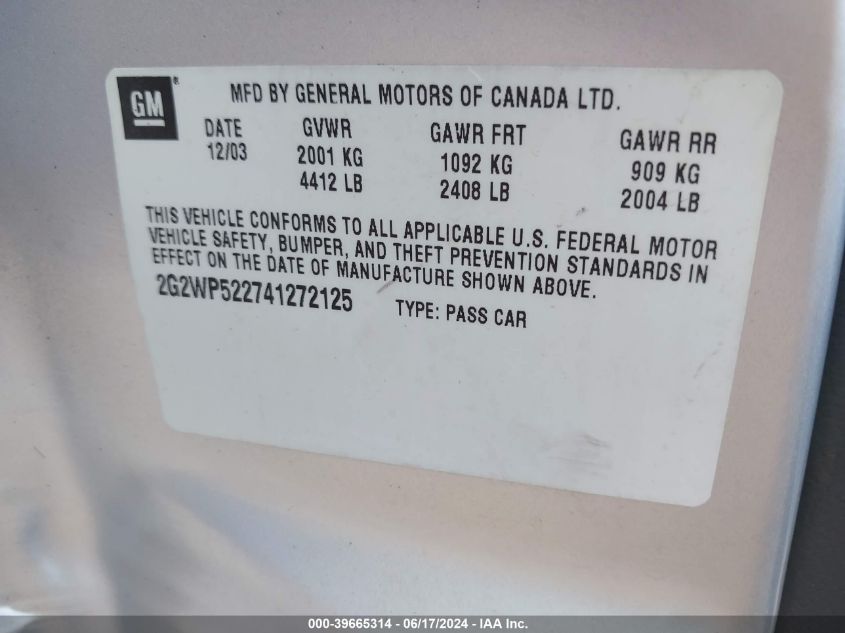 GM®
MFD BY GENERAL MOTORS OF CANADA LTD.
DATE GVWR GAWR FRT GAWR RR
12/03 2001 KG 1092 KG 909 KG
4412 LB 2408 LB 2004 LB
THIS VEHICLE CONFORMS TO ALL APPLICABLE U.S. FEDERAL MOTOR
VEHICLE SAFETY, BUMPER, AND THEFT PREVENTION STANDARDS IN
EFFECT ON THE DATE OF MANUFACTURE SHOWN ABOVE.
2G2WP522741272125 TYPE: PASS CAR
000-39665314 - 06/17/2024 - IAA Inc.